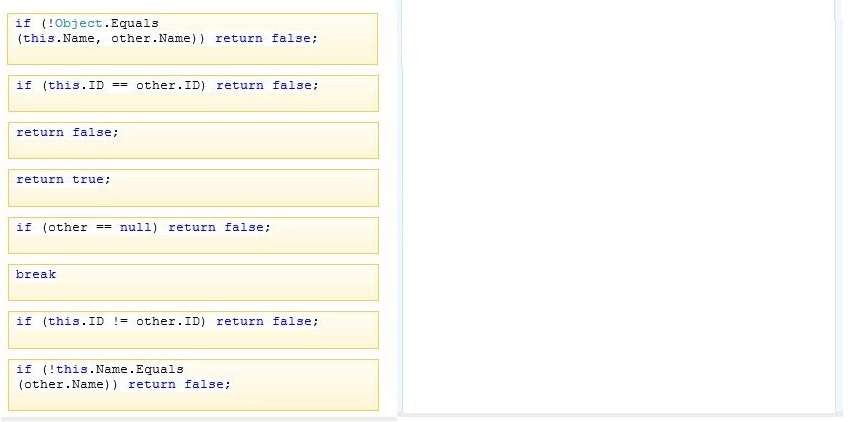 if (!Object.Equals
(this.Name, other.Name)) return false;
if (this.ID == other.ID) return false;
return false;
return true;
if (other == null) return false;
break
if (this.ID != other.ID) return false;
if (!this.Name.Equals
(other.Name)) return false;